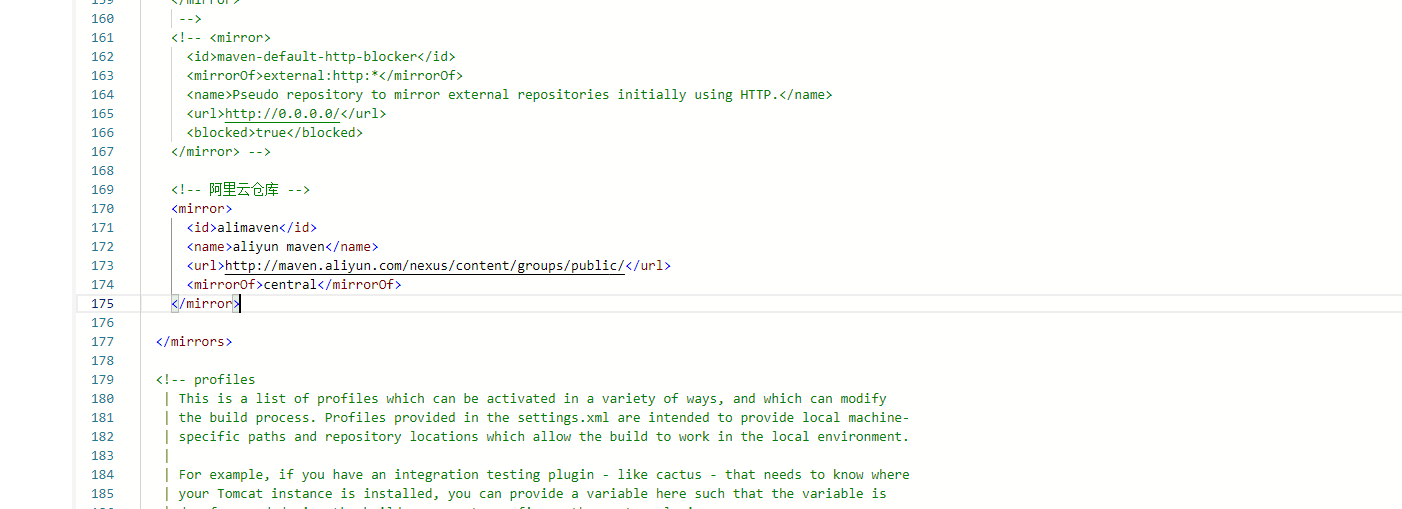 159 </mirror>
160 -->
161 <!-- <mirror>
162 <id>maven-default-http-blocker</id>
163 <mirrorOf>external:http:*</mirrorOf>
164 <name>Pseudo repository to mirror external repositories initially using HTTP.</name>
165 <url>http://0.0.0.0/</url>
166 <blocked>true</blocked>
167 </mirror> -->
168
169 <!-- 阿里云仓库 -->
170 <mirror>
171 <id>alimaven</id>
172 <name>aliyun maven</name>
173 <url>http://maven.aliyun.com/nexus/content/groups/public/</url>
174 <mirrorOf>central</mirrorOf>
175 </mirror>
176
177 </mirrors>
178
179 <!-- profiles
180 | This is a list of profiles which can be activated in a variety of ways, and which can modify
181 | the build process. Profiles provided in the settings.xml are intended to provide local machine-
182 | specific paths and repository locations which allow the build to work in the local environment.
183 |
184 | For example, if you have an integration testing plugin - like cactus - that needs to know where
185 | your Tomcat instance is installed, you can provide a variable here such that the variable is